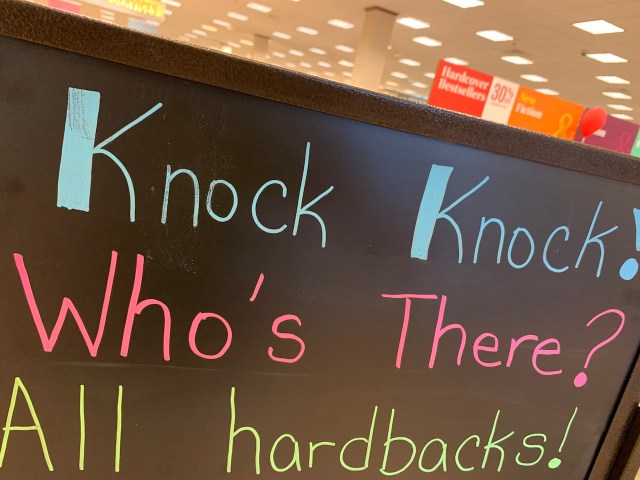 Hardcover
Bestsellers
30%
New
Fiction
Knock Knock!
Who's There?
All hardbacks!